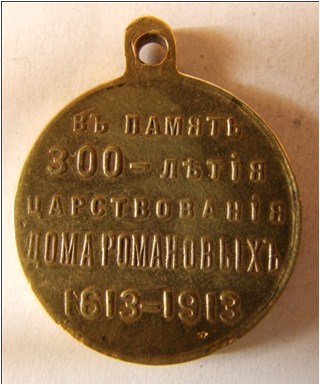 ВЪ ПАМЯТЬ
300=ЛѢТІЯ
ЦАРСТВОВАНІЯ
ДОМА РОМАНОВЫХЪ
1613-1913